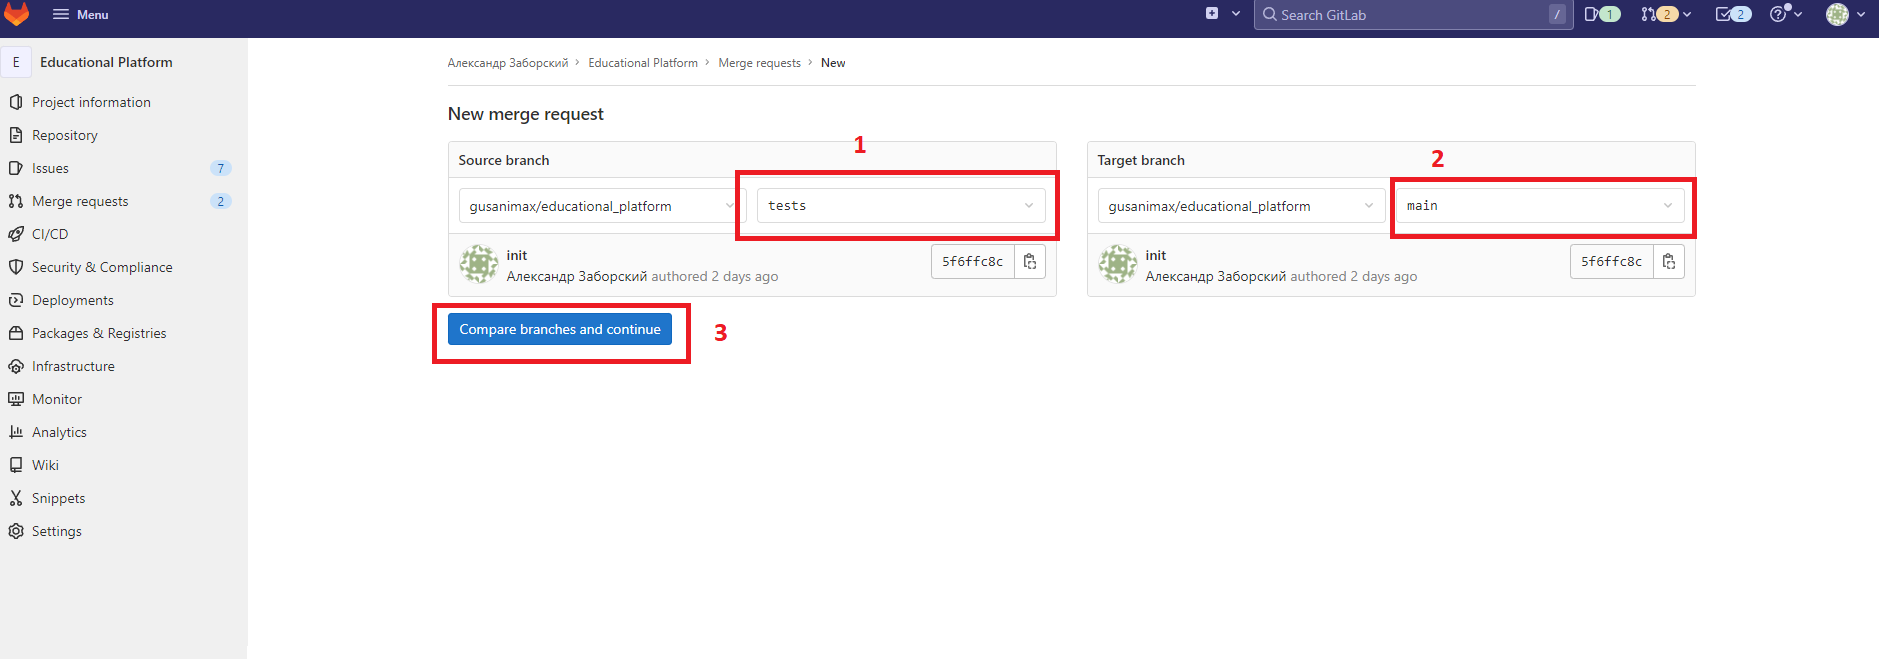 Menu
Search GitLab
/
1
2
2
E Educational Platform
Project information
Repository
Issues 7
Merge requests 2
CI/CD
Security & Compliance
Deployments
Packages & Registries
Infrastructure
Monitor
Analytics
Wiki
Snippets
Settings
Александр Заборский › Educational Platform › Merge requests › New
New merge request
1
Source branch
gusanimax/educational_platform
tests
init
Александр Заборский authored 2 days ago
5f6ffc8c
2
Target branch
gusanimax/educational_platform
main
init
Александр Заборский authored 2 days ago
5f6ffc8c
Compare branches and continue
3